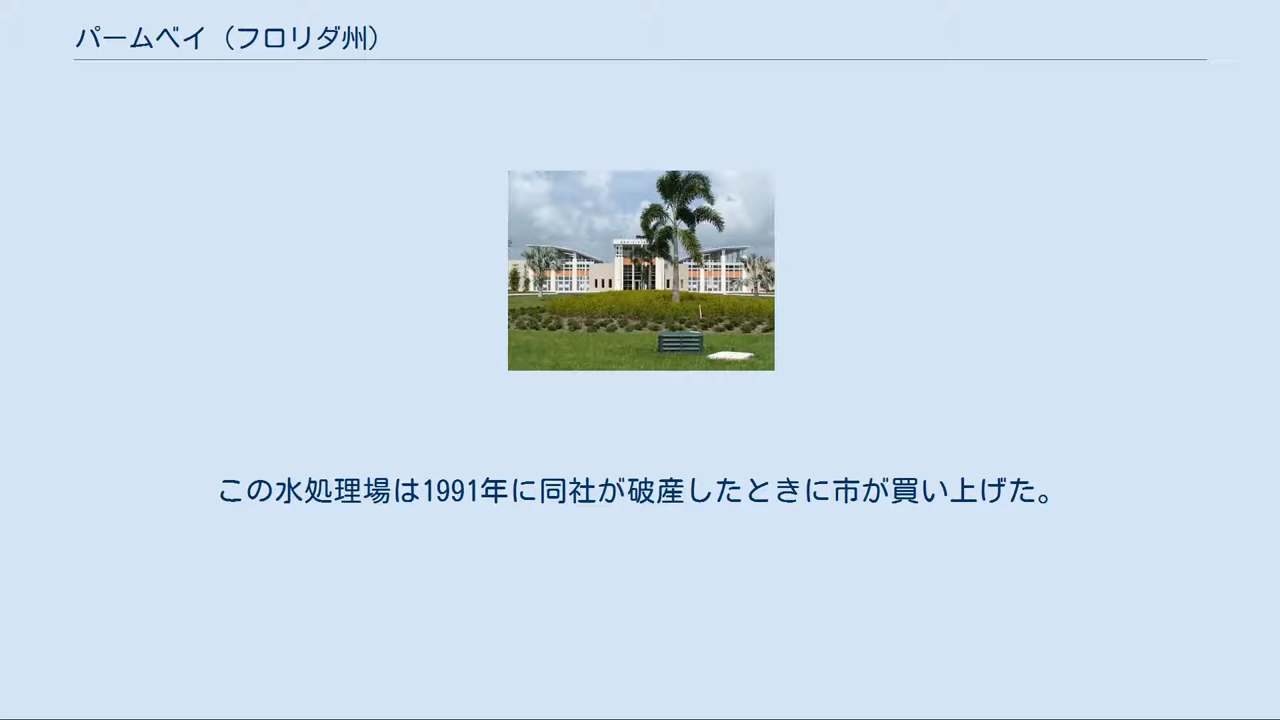 パームベイ（フロリダ州）
この水処理場は1991年に同社が破産したときに市が買い上げた。